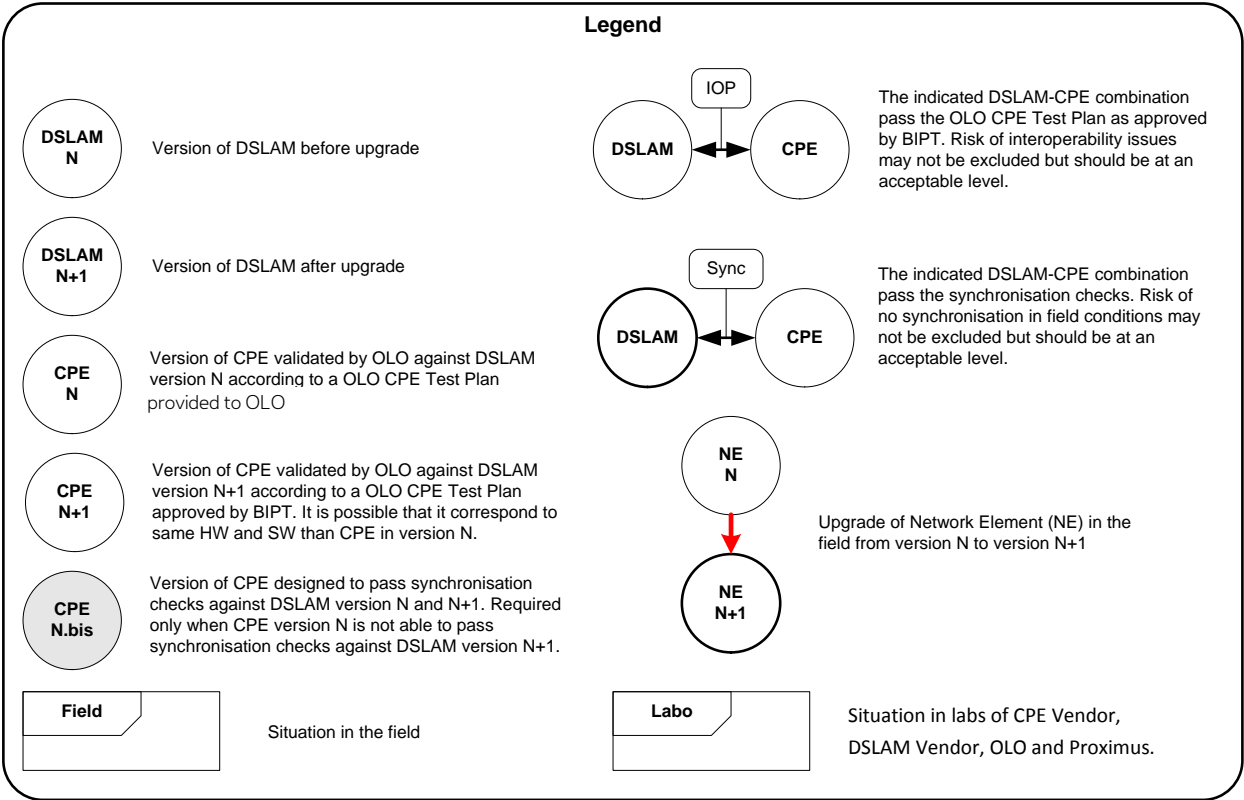 Legend
DSLAM
N
Version of DSLAM before upgrade
DSLAM
N+1
Version of DSLAM after upgrade
CPE
N
Version of CPE validated by OLO against DSLAM
version N according to a OLO CPE Test Plan
provided to OLO
CPE
N+1
Version of CPE validated by OLO against DSLAM
version N+1 according to a OLO CPE Test Plan
approved by BIPT. It is possible that it correspond to
same HW and SW than CPE in version N.
CPE
N.bis
Version of CPE designed to pass synchronisation
checks against DSLAM version N and N+1. Required
only when CPE version N is not able to pass
synchronisation checks against DSLAM version N+1.
Field
Situation in the field
IOP
DSLAM
CPE
The indicated DSLAM-CPE combination
pass the OLO CPE Test Plan as approved
by BIPT. Risk of interoperability issues
may not be excluded but should be at an
acceptable level.
Sync
DSLAM
CPE
The indicated DSLAM-CPE combination
pass the synchronisation checks. Risk of
no synchronisation in field conditions may
not be excluded but should be at an
acceptable level.
NE
N
NE
N+1
Upgrade of Network Element (NE) in the
field from version N to version N+1
Labo
Situation in labs of CPE Vendor,
DSLAM Vendor, OLO and Proximus.